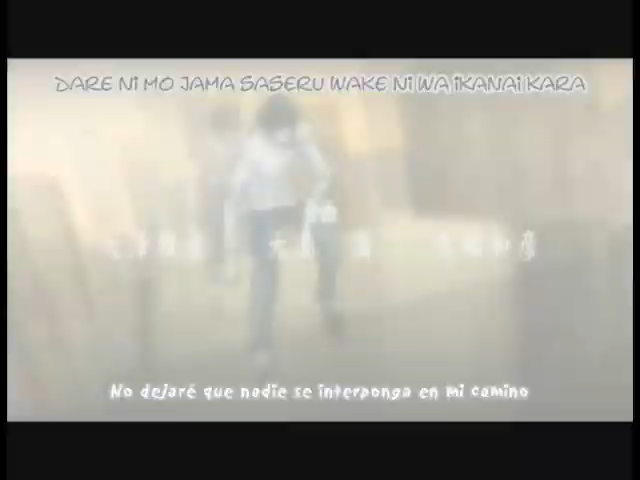 DARE NI MO JAMA SASERU WAKE NI WA IKANAI KARA
No dejaré que nadie se interponga en mi camino